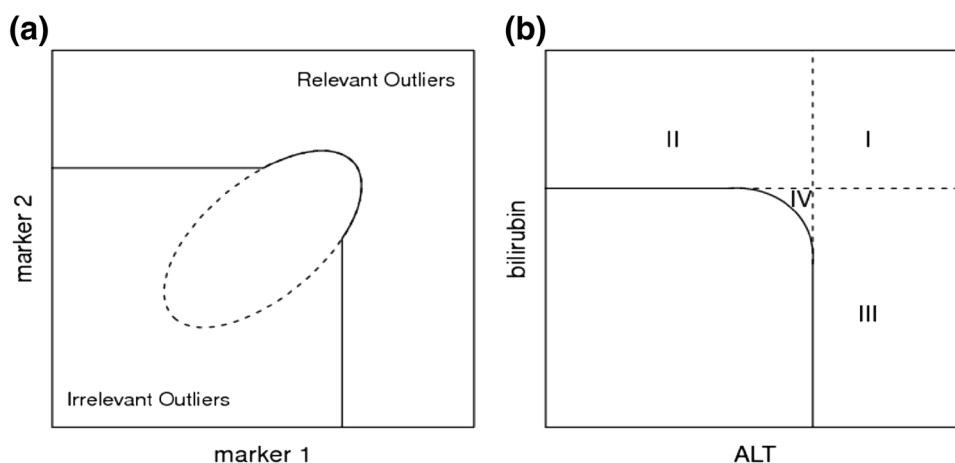 (a)
Relevant Outliers
marker 2
Irrelevant Outliers
marker 1
(b)
II
I
IV
bilirubin
III
ALT